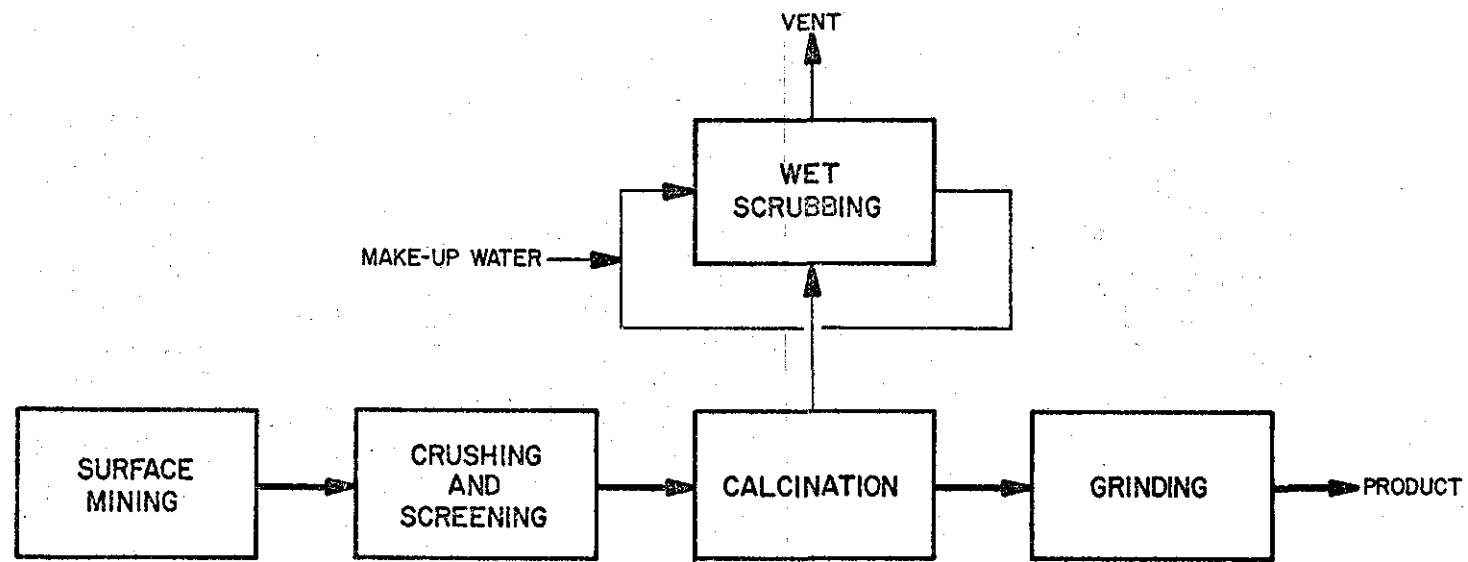 VENT
WET
SCRUBBING
MAKE-UP WATER
SURFACE
MINING
CRUSHING
AND
SCREENING
CALCINATION
GRINDING
PRODUCT